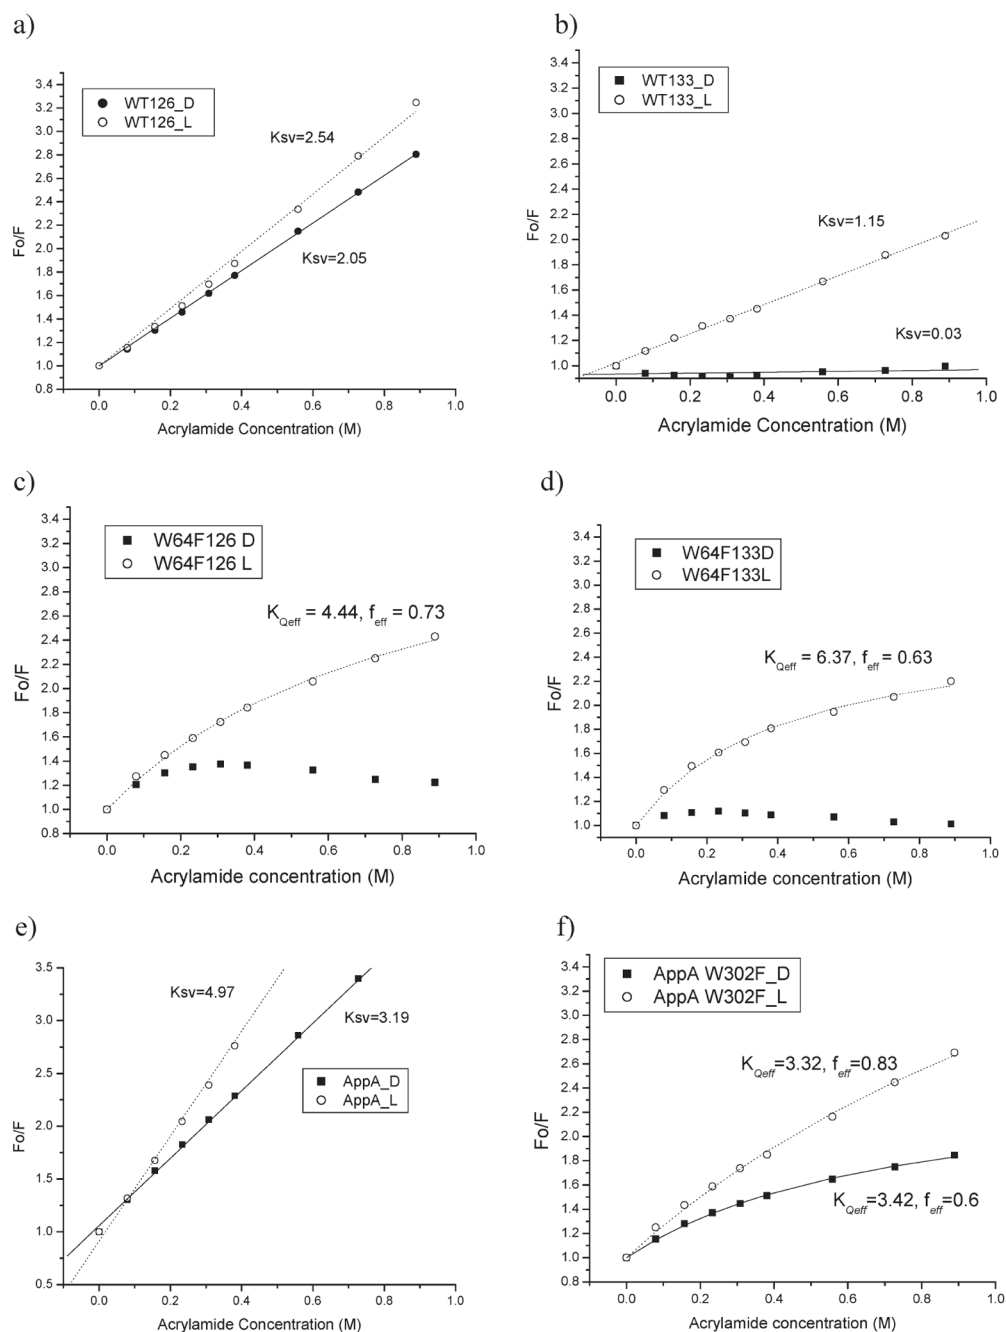 a)
3.4
3.2
2.8
2.4
2.0
1.6
1.2
1.0
0.8
Fo/F
WT126_D
WT126_L
Ksv=2.54
Ksv=2.05
0.0 0.2 0.4 0.6 0.8 1.0
Acrylamide Concentration (M)
b)
3.4
3.2
3.0
2.8
2.6
2.4
2.2
2.0
1.8
1.6
1.4
1.2
1.0
Fo/F
WT133_D
WT133_L
Ksv=1.15
Ksv=0.03
0.0 0.2 0.4 0.6 0.8 1.0
Acrylamide Concentration (M)
c)
3.4
3.2
3.0
2.8
2.6
2.4
2.2
2.0
1.8
1.6
1.4
1.2
1.0
0.8
Fo/F
W64F126 D
W64F126 L
KQeff = 4.44, feff = 0.73
0.0 0.2 0.4 0.6 0.8 1.0
Acrylamide concentration (M)
d)
3.4
3.2
3.0
2.8
2.6
2.4
2.2
2.0
1.8
1.6
1.4
1.2
1.0
Fo/F
W64F133D
W64F133L
KQeff = 6.37, feff = 0.63
0.0 0.2 0.4 0.6 0.8 1.0
Acrylamide concentration (M)
e)
3.5
3.0
2.5
2.0
1.5
1.0
0.5
Fo/F
Ksv=4.97
Ksv=3.19
AppA_D
AppA_L
0.0 0.2 0.4 0.6 0.8 1.0
Acrylamide Concentration (M)
f)
3.4
3.2
3.0
2.8
2.6
2.4
2.2
2.0
1.8
1.6
1.4
1.2
1.0
0.8
Fo/F
AppA W302F_D
AppA W302F_L
KQeff=3.32, feff=0.83
KQeff=3.42, feff=0.6
0.0 0.2 0.4 0.6 0.8 1.0
Acrylamide concentration (M)